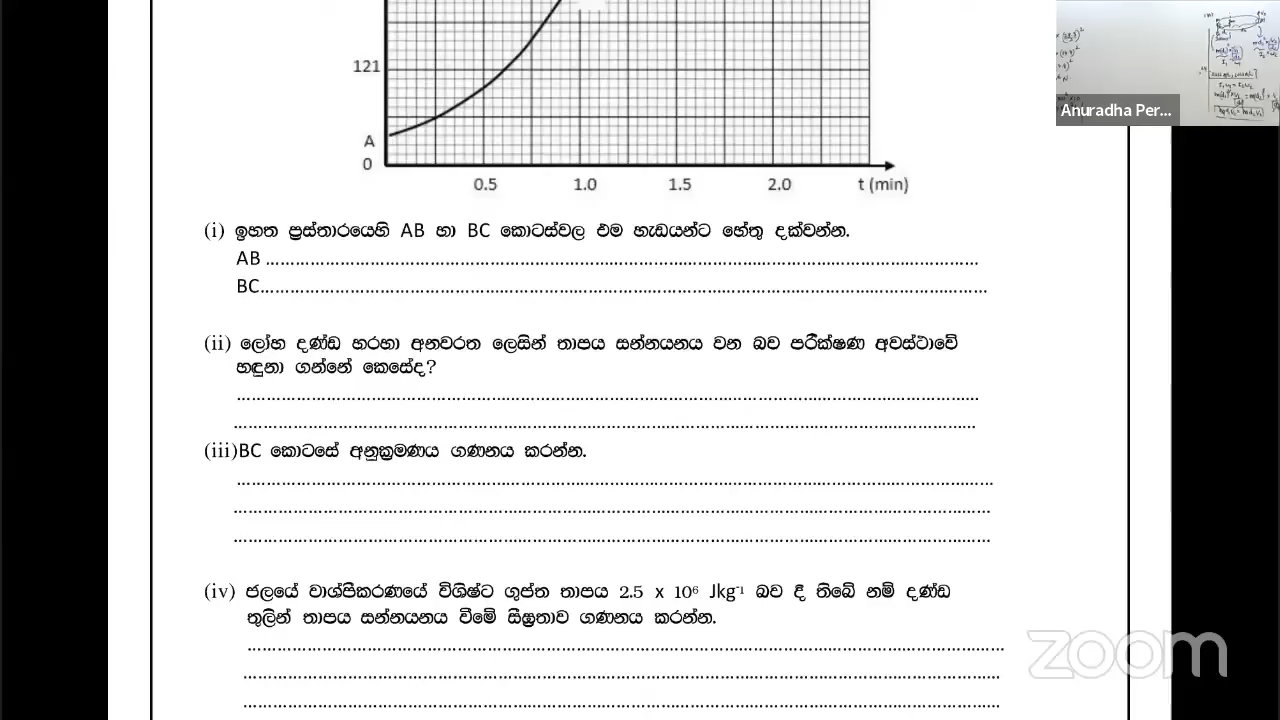 121
A
0
0.5 1.0 1.5 2.0 t (min)
(i) ඉහත ප්‍රස්තාරයෙහි AB හා BC කොටස්වල එම හැඩයන්ට හේතු දක්වන්න.
AB ........................................................................
BC........................................................................
(ii) ලෝහ දණ්ඩ හරහා අනවරත ලෙසින් තාපය සන්නයනය වන බව පරීක්ෂණ අවස්ථාවේ
හඳුනා ගන්නේ කෙසේද?
(iii)BC කොටසේ අනුක්‍රමණය ගණනය කරන්න.
(iv) ජලයේ වාශ්පීකරණයේ විශිෂ්ට ගුප්ත තාපය 2.5 x 10⁶ Jkg⁻¹ බව දී තිබේ නම් දණ්ඩ
තුලින් තාපය සන්නයනය වීමේ සීඝ්‍රතාව ගණනය කරන්න.
Anuradha Per...
zoom